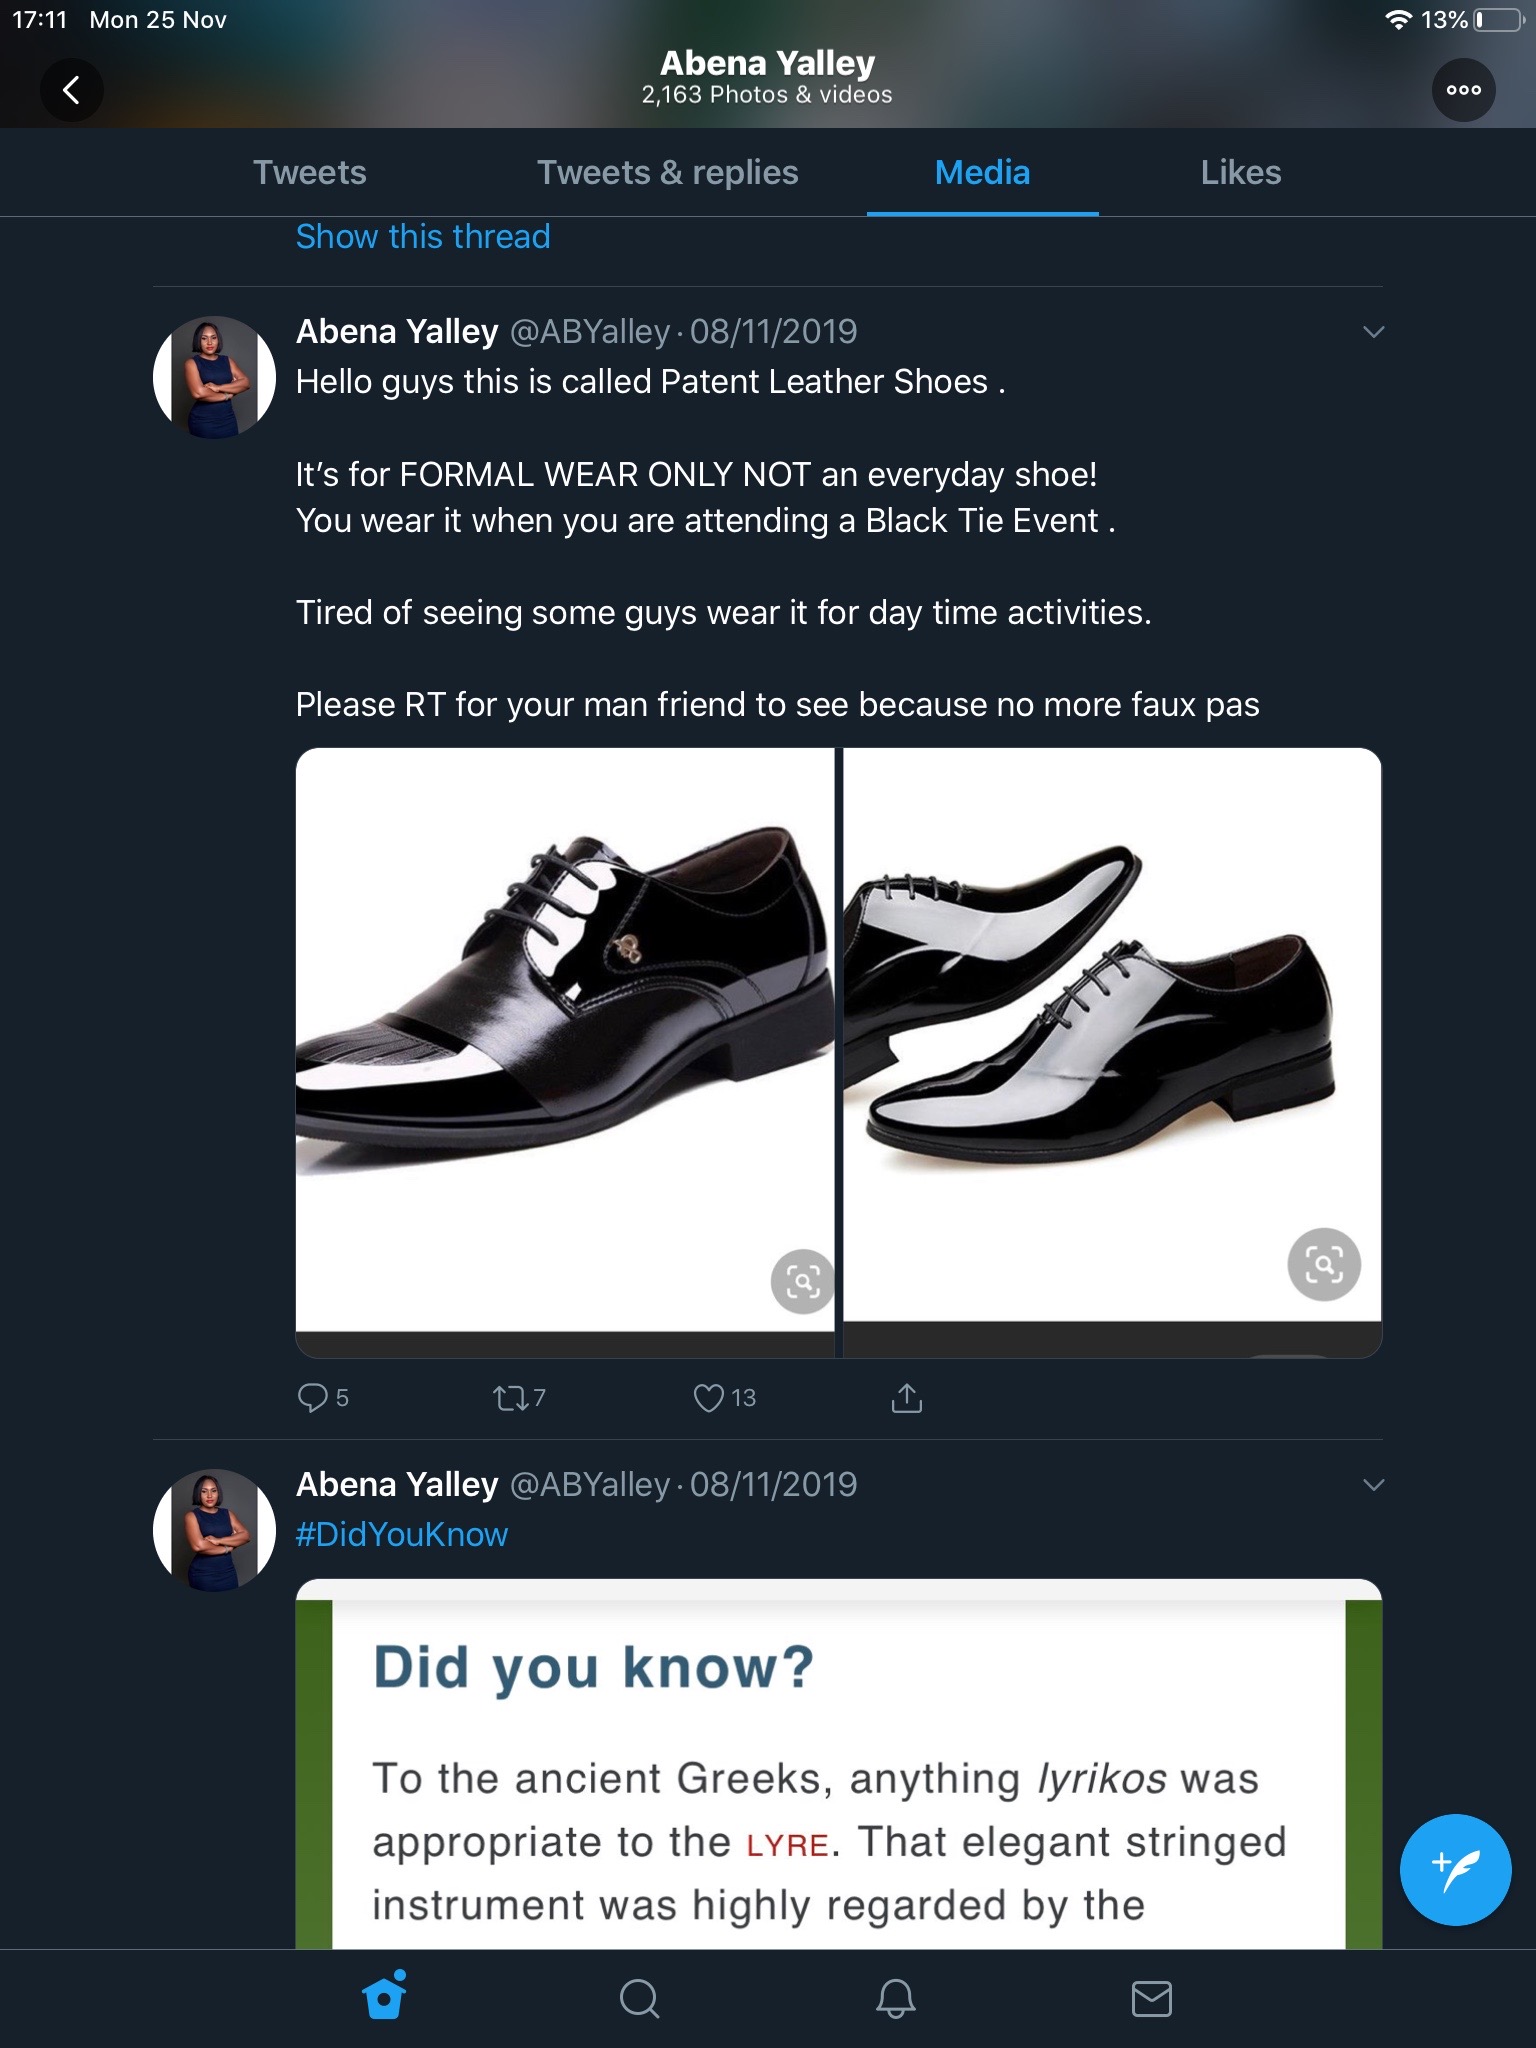 17:11 Mon 25 Nov
13%
Abena Yalley
2,163 Photos & videos
Tweets
Tweets & replies
Media
Likes
Show this thread
Abena Yalley @ABYalley · 08/11/2019
Hello guys this is called Patent Leather Shoes .
It’s for FORMAL WEAR ONLY NOT an everyday shoe!
You wear it when you are attending a Black Tie Event .
Tired of seeing some guys wear it for day time activities.
Please RT for your man friend to see because no more faux pas
5
7
13
Abena Yalley @ABYalley · 08/11/2019
#DidYouKnow
Did you know?
To the ancient Greeks, anything lyrikos was
appropriate to the LYRE. That elegant stringed
instrument was highly regarded by the